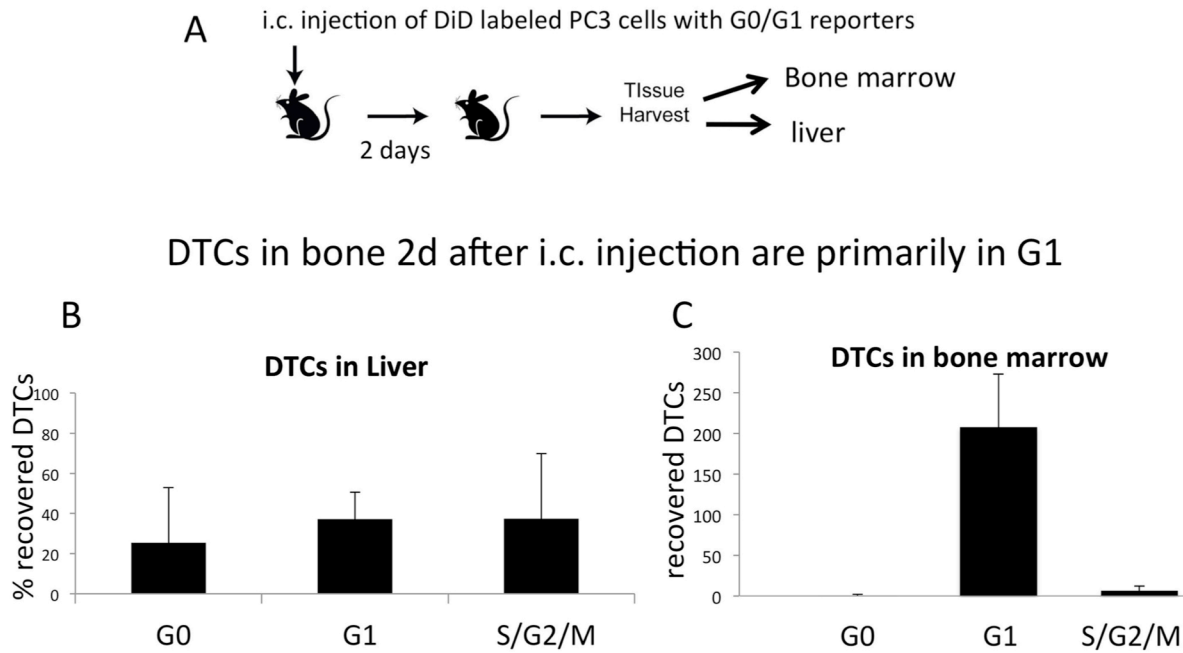 A
i.c. injection of DiD labeled PC3 cells with G0/G1 reporters
2 days
TIssue
Harvest
Bone marrow
liver
DTCs in bone 2d after i.c. injection are primarily in G1
B
DTCs in Liver
% recovered DTCs
100
80
60
40
20
0
G0
G1
S/G2/M
C
DTCs in bone marrow
recovered DTCs
300
250
200
150
100
50
0
G0
G1
S/G2/M